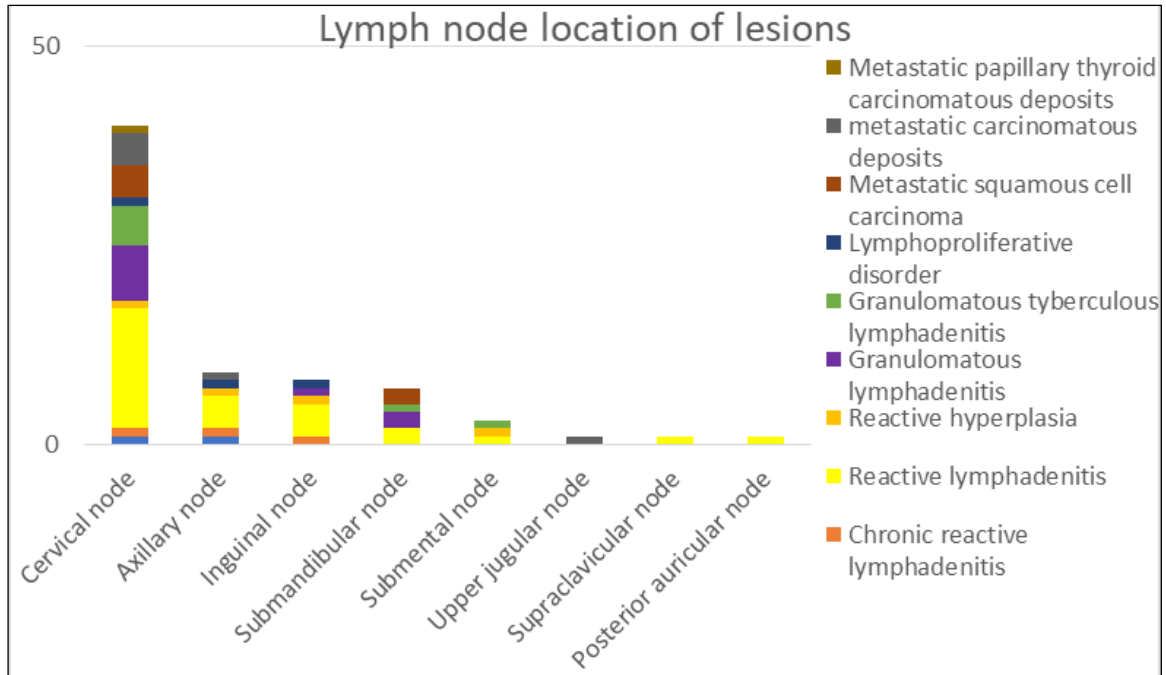 Lymph node location of lesions
50
0
Cervical node
Axillary node
Inguinal node
Submandibular node
Submental node
Upper jugular node
Supraclavicular node
Posterior auricular node
Metastatic papillary thyroid
carcinomatous deposits
metastatic carcinomatous
deposits
Metastatic squamous cell
carcinoma
Lymphoproliferative
disorder
Granulomatous tyberculous
lymphadenitis
Granulomatous
lymphadenitis
Reactive hyperplasia
Reactive lymphadenitis
Chronic reactive
lymphadenitis